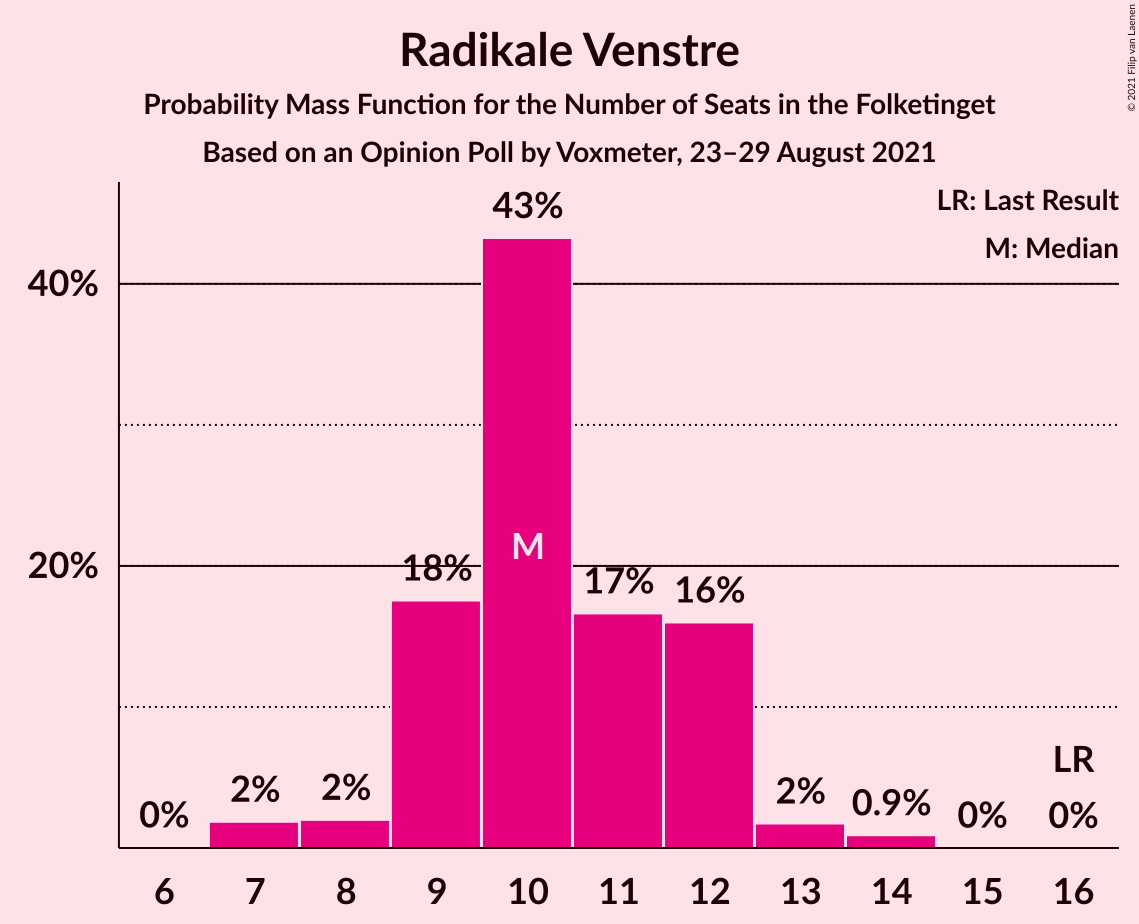 Radikale Venstre
Probability Mass Function for the Number of Seats in the Folketinget
Based on an Opinion Poll by Voxmeter, 23–29 August 2021
© 2021 Filip van Laenen
LR: Last Result
M: Median
43%
40%
M
20%
18%
17%
16%
LR
0%
2%
2%
2%
0.9%
0%
0%
6 7 8 9 10 11 12 13 14 15 16